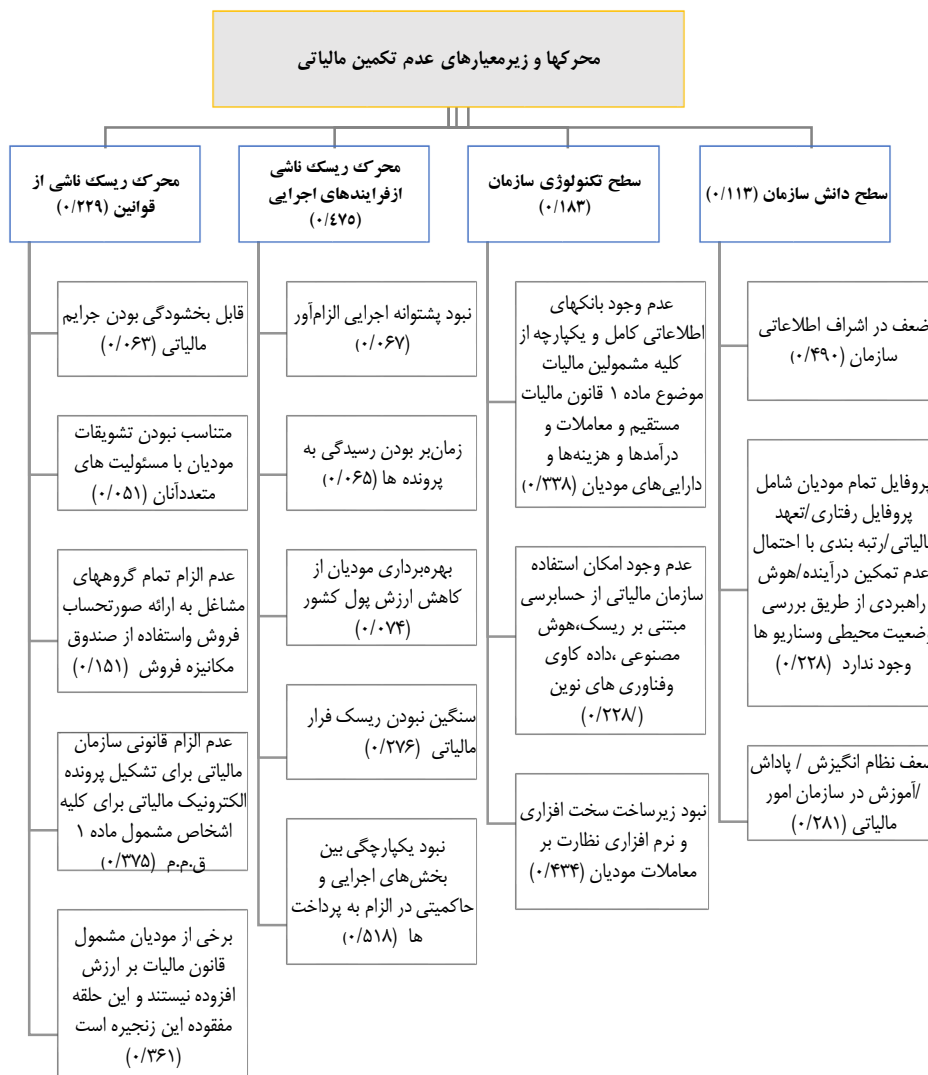 محرکها و زیرمعیارهای عدم تکمین مالیاتی
سطح دانش سازمان (۰/۱۱۳)
ضعف در اشراف اطلاعاتی
سازمان (۰/۴۹۰)
پروفایل تمام مودیان شامل
پروفایل رفتاری/تعهد
مالیاتی/رتبه بندی با احتمال
عدم تمکین درآینده/هوش
راهبردی از طریق بررسی
وضعیت محیطی وسناریو ها
وجود ندارد (۰/۲۲۸)
ضعف نظام انگیزش / پاداش
/آموزش در سازمان امور
مالیاتی (۰/۲۸۱)
سطح تکنولوژی سازمان
(۰/۱۸۳)
عدم وجود بانکهای
اطلاعاتی کامل و یکپارچه از
کلیه مشمولین مالیات
موضوع ماده ۱ قانون مالیات
مستقیم و معاملات و
درآمدها و هزینه‌ها و
دارایی‌های مودیان (۰/۳۳۸)
عدم وجود امکان استفاده
سازمان مالیاتی از حسابرسی
مبتنی بر ریسک،هوش
مصنوعی ،داده کاوی
وفناوری های نوین
(/۰/۲۲۸)
نبود زیرساخت سخت افزاری
و نرم افزاری نظارت بر
معاملات مودیان (۰/۴۳۴)
محرک ریسک ناشی
ازفرایندهای اجرایی
(۰/۴۷۵)
نبود پشتوانه اجرایی الزام‌آور
(۰/۰۶۷)
زمان‌بر بودن رسیدگی به
پرونده ها (۰/۰۶۵)
بهره‌برداری مودیان از
کاهش ارزش پول کشور
(۰/۰۷۴)
سنگین نبودن ریسک فرار
مالیاتی (۰/۲۷۶)
نبود یکپارچگی بین
بخش‌های اجرایی و
حاکمیتی در الزام به پرداخت
ها (۰/۵۱۸)
محرک ریسک ناشی از
قوانین (۰/۲۲۹)
قابل بخشودگی بودن جرایم
مالیاتی (۰/۰۶۳)
متناسب نبودن تشویقات
مودیان با مسئولیت های
متعددآنان (۰/۰۵۱)
عدم الزام تمام گروههای
مشاغل به ارائه صورتحساب
فروش واستفاده از صندوق
مکانیزه فروش (۰/۱۵۱)
عدم الزام قانونی سازمان
مالیاتی برای تشکیل پرونده
الکترونیک مالیاتی برای کلیه
اشخاص مشمول ماده ۱
ق.م.م (۰/۳۷۵)
برخی از مودیان مشمول
قانون مالیات بر ارزش
افزوده نیستند و این حلقه
مفقوده این زنجیره است
(۰/۳۶۱)